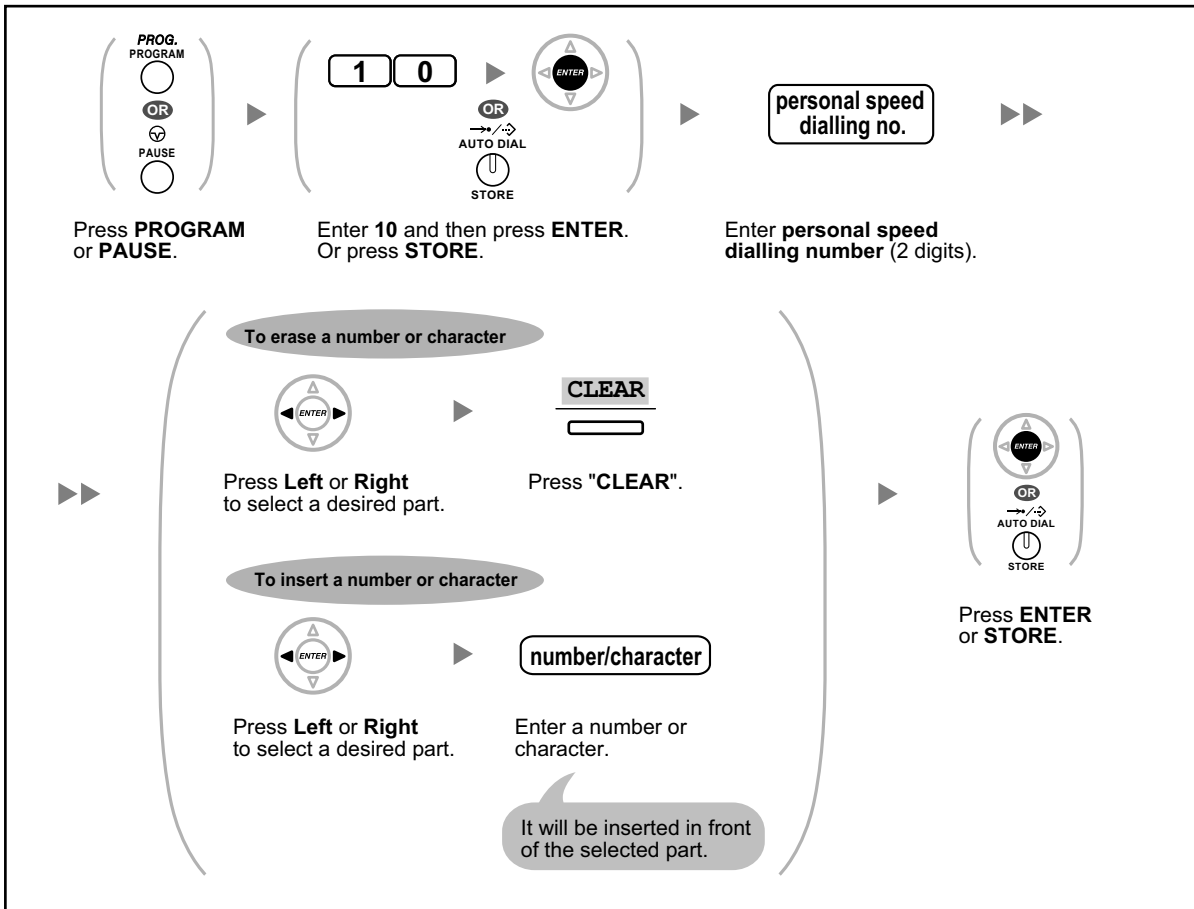 PROG.
PROGRAM
OR
PAUSE
Press PROGRAM
or PAUSE.
1 0
ENTER
OR
AUTO DIAL
STORE
Enter 10 and then press ENTER.
Or press STORE.
personal speed
dialling no.
Enter personal speed
dialling number (2 digits).
To erase a number or character
ENTER
CLEAR
Press Left or Right
to select a desired part.
Press "CLEAR".
To insert a number or character
ENTER
number/character
Press Left or Right
to select a desired part.
Enter a number or
character.
It will be inserted in front
of the selected part.
ENTER
OR
AUTO DIAL
STORE
Press ENTER
or STORE.